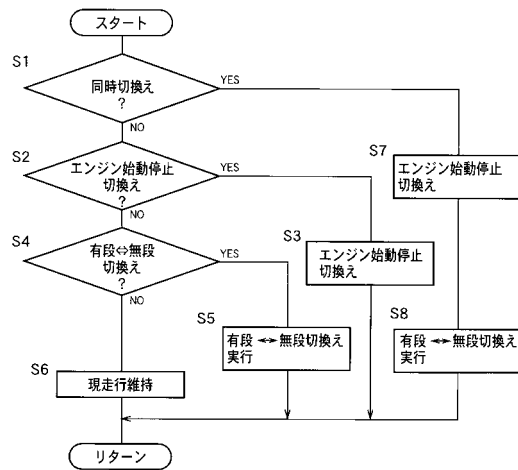 スタート
S1
同時切換え
?
YES
NO
S2
エンジン始動停止
切換え
?
YES
NO
S7
エンジン始動停止
切換え
S4
有段⇔無段
切換え
?
YES
NO
S3
エンジン始動停止
切換え
S5
有段 ↔ 無段切換え
実行
S8
有段 ↔ 無段切換え
実行
S6
現走行維持
リターン